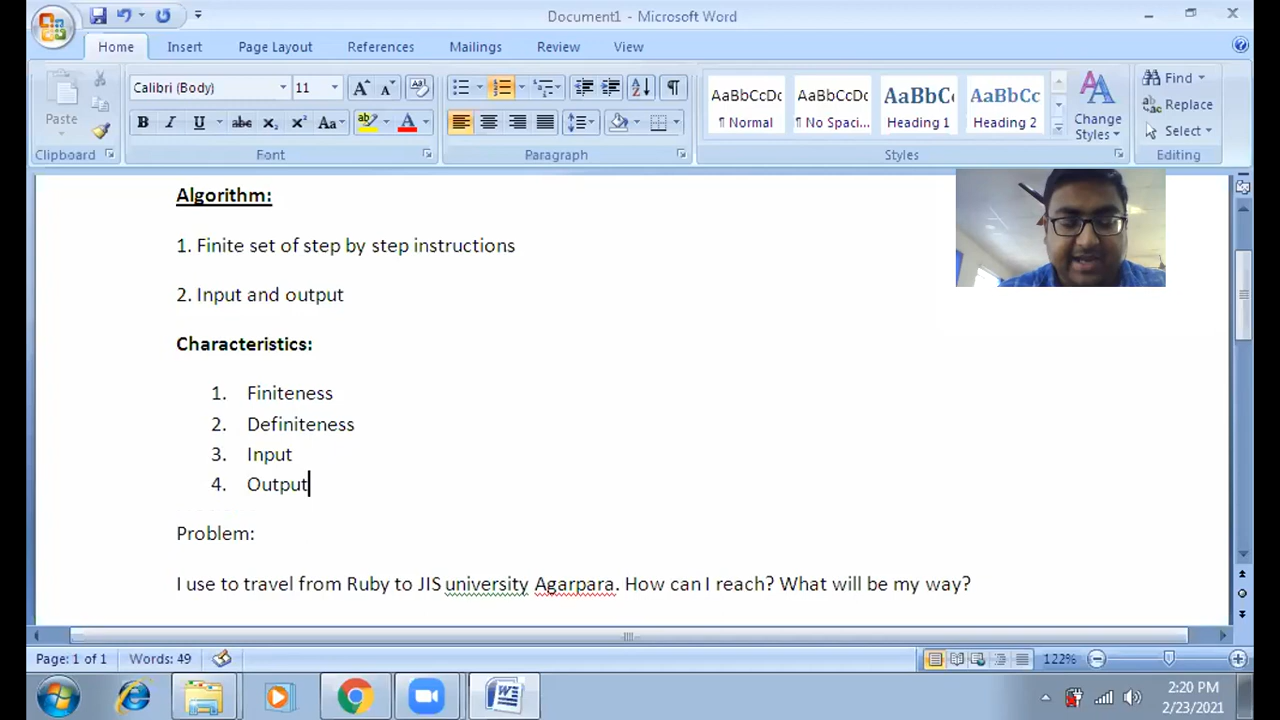 Document1 - Microsoft Word
Home Insert Page Layout References Mailings Review View
Paste
Clipboard
Calibri (Body) 11
B I U abc X₂ X² Aa
Font
Paragraph
AaBbCcDc AaBbCcDc AaBbC AaBbCc
¶ Normal ¶ No Spaci... Heading 1 Heading 2
Change Styles
Styles
Find
Replace
Select
Editing
Algorithm:
1. Finite set of step by step instructions
2. Input and output
Characteristics:
1. Finiteness
2. Definiteness
3. Input
4. Output
Problem:
I use to travel from Ruby to JIS university Agarpara. How can I reach? What will be my way?
Page: 1 of 1 Words: 49 122%
2:20 PM
2/23/2021